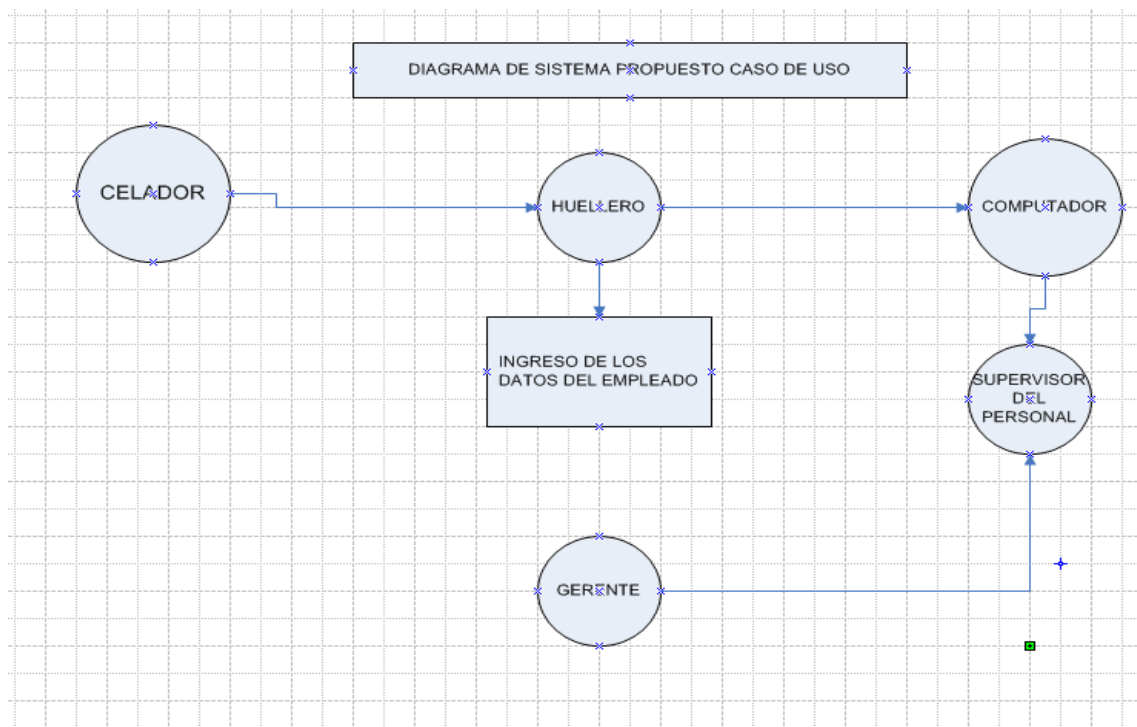 DIAGRAMA DE SISTEMA PROPUESTO CASO DE USO
CELADOR
HUELLERO
COMPUTADOR
INGRESO DE LOS
DATOS DEL EMPLEADO
SUPERVISOR
DEL
PERSONAL
GERENTE